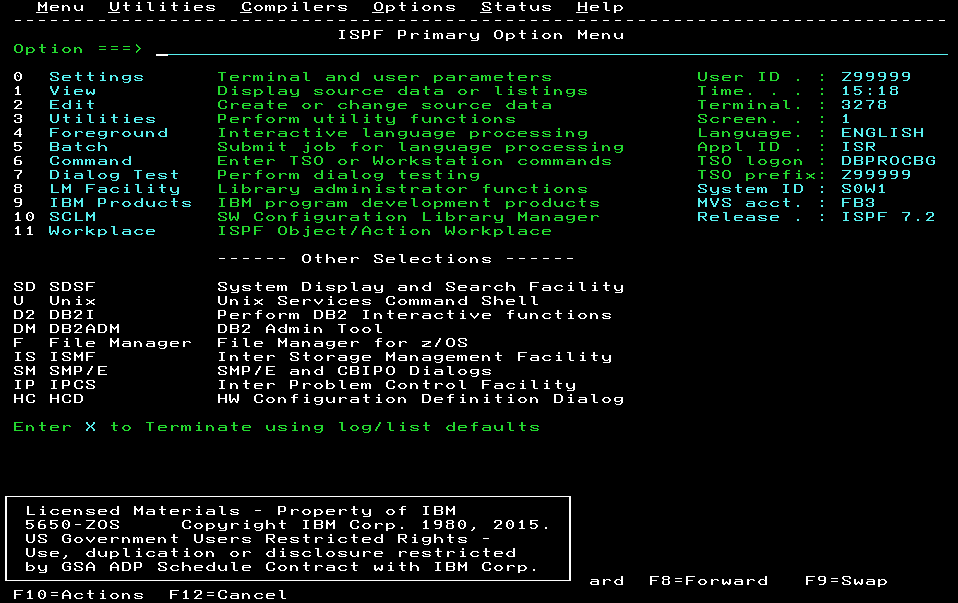 Menu  Utilities  Compilers  Options  Status  Help
ISPF Primary Option Menu
Option ===>
0  Settings      Terminal and user parameters            User ID . : Z99999
1  View          Display source data or listings         Time. . . : 15:18
2  Edit          Create or change source data            Terminal. : 3278
3  Utilities     Perform utility functions               Screen. . : 1
4  Foreground    Interactive language processing         Language. : ENGLISH
5  Batch         Submit job for language processing      Appl ID . : ISR
6  Command       Enter TSO or Workstation commands       TSO logon : DBPROCBG
7  Dialog Test   Perform dialog testing                  TSO prefix: Z99999
8  LM Facility   Library administrator functions         System ID : S0W1
9  IBM Products  IBM program development products        MVS acct. : FB3
10 SCLM          SW Configuration Library Manager        Release . : ISPF 7.2
11 Workplace     ISPF Object/Action Workplace
------ Other Selections ------
SD SDSF          System Display and Search Facility
U  Unix          Unix Services Command Shell
D2 DB2I          Perform DB2 Interactive functions
DM DB2ADM        DB2 Admin Tool
F  File Manager  File Manager for z/OS
IS ISMF          Inter Storage Management Facility
SM SMP/E         SMP/E and CBIPO Dialogs
IP IPCS          Inter Problem Control Facility
HC HCD           HW Configuration Definition Dialog
Enter X to Terminate using log/list defaults
Licensed Materials - Property of IBM
5650-ZOS     Copyright IBM Corp. 1980, 2015.
US Government Users Restricted Rights -
Use, duplication or disclosure restricted
by GSA ADP Schedule Contract with IBM Corp.
ard  F8=Forward   F9=Swap
F10=Actions  F12=Cancel